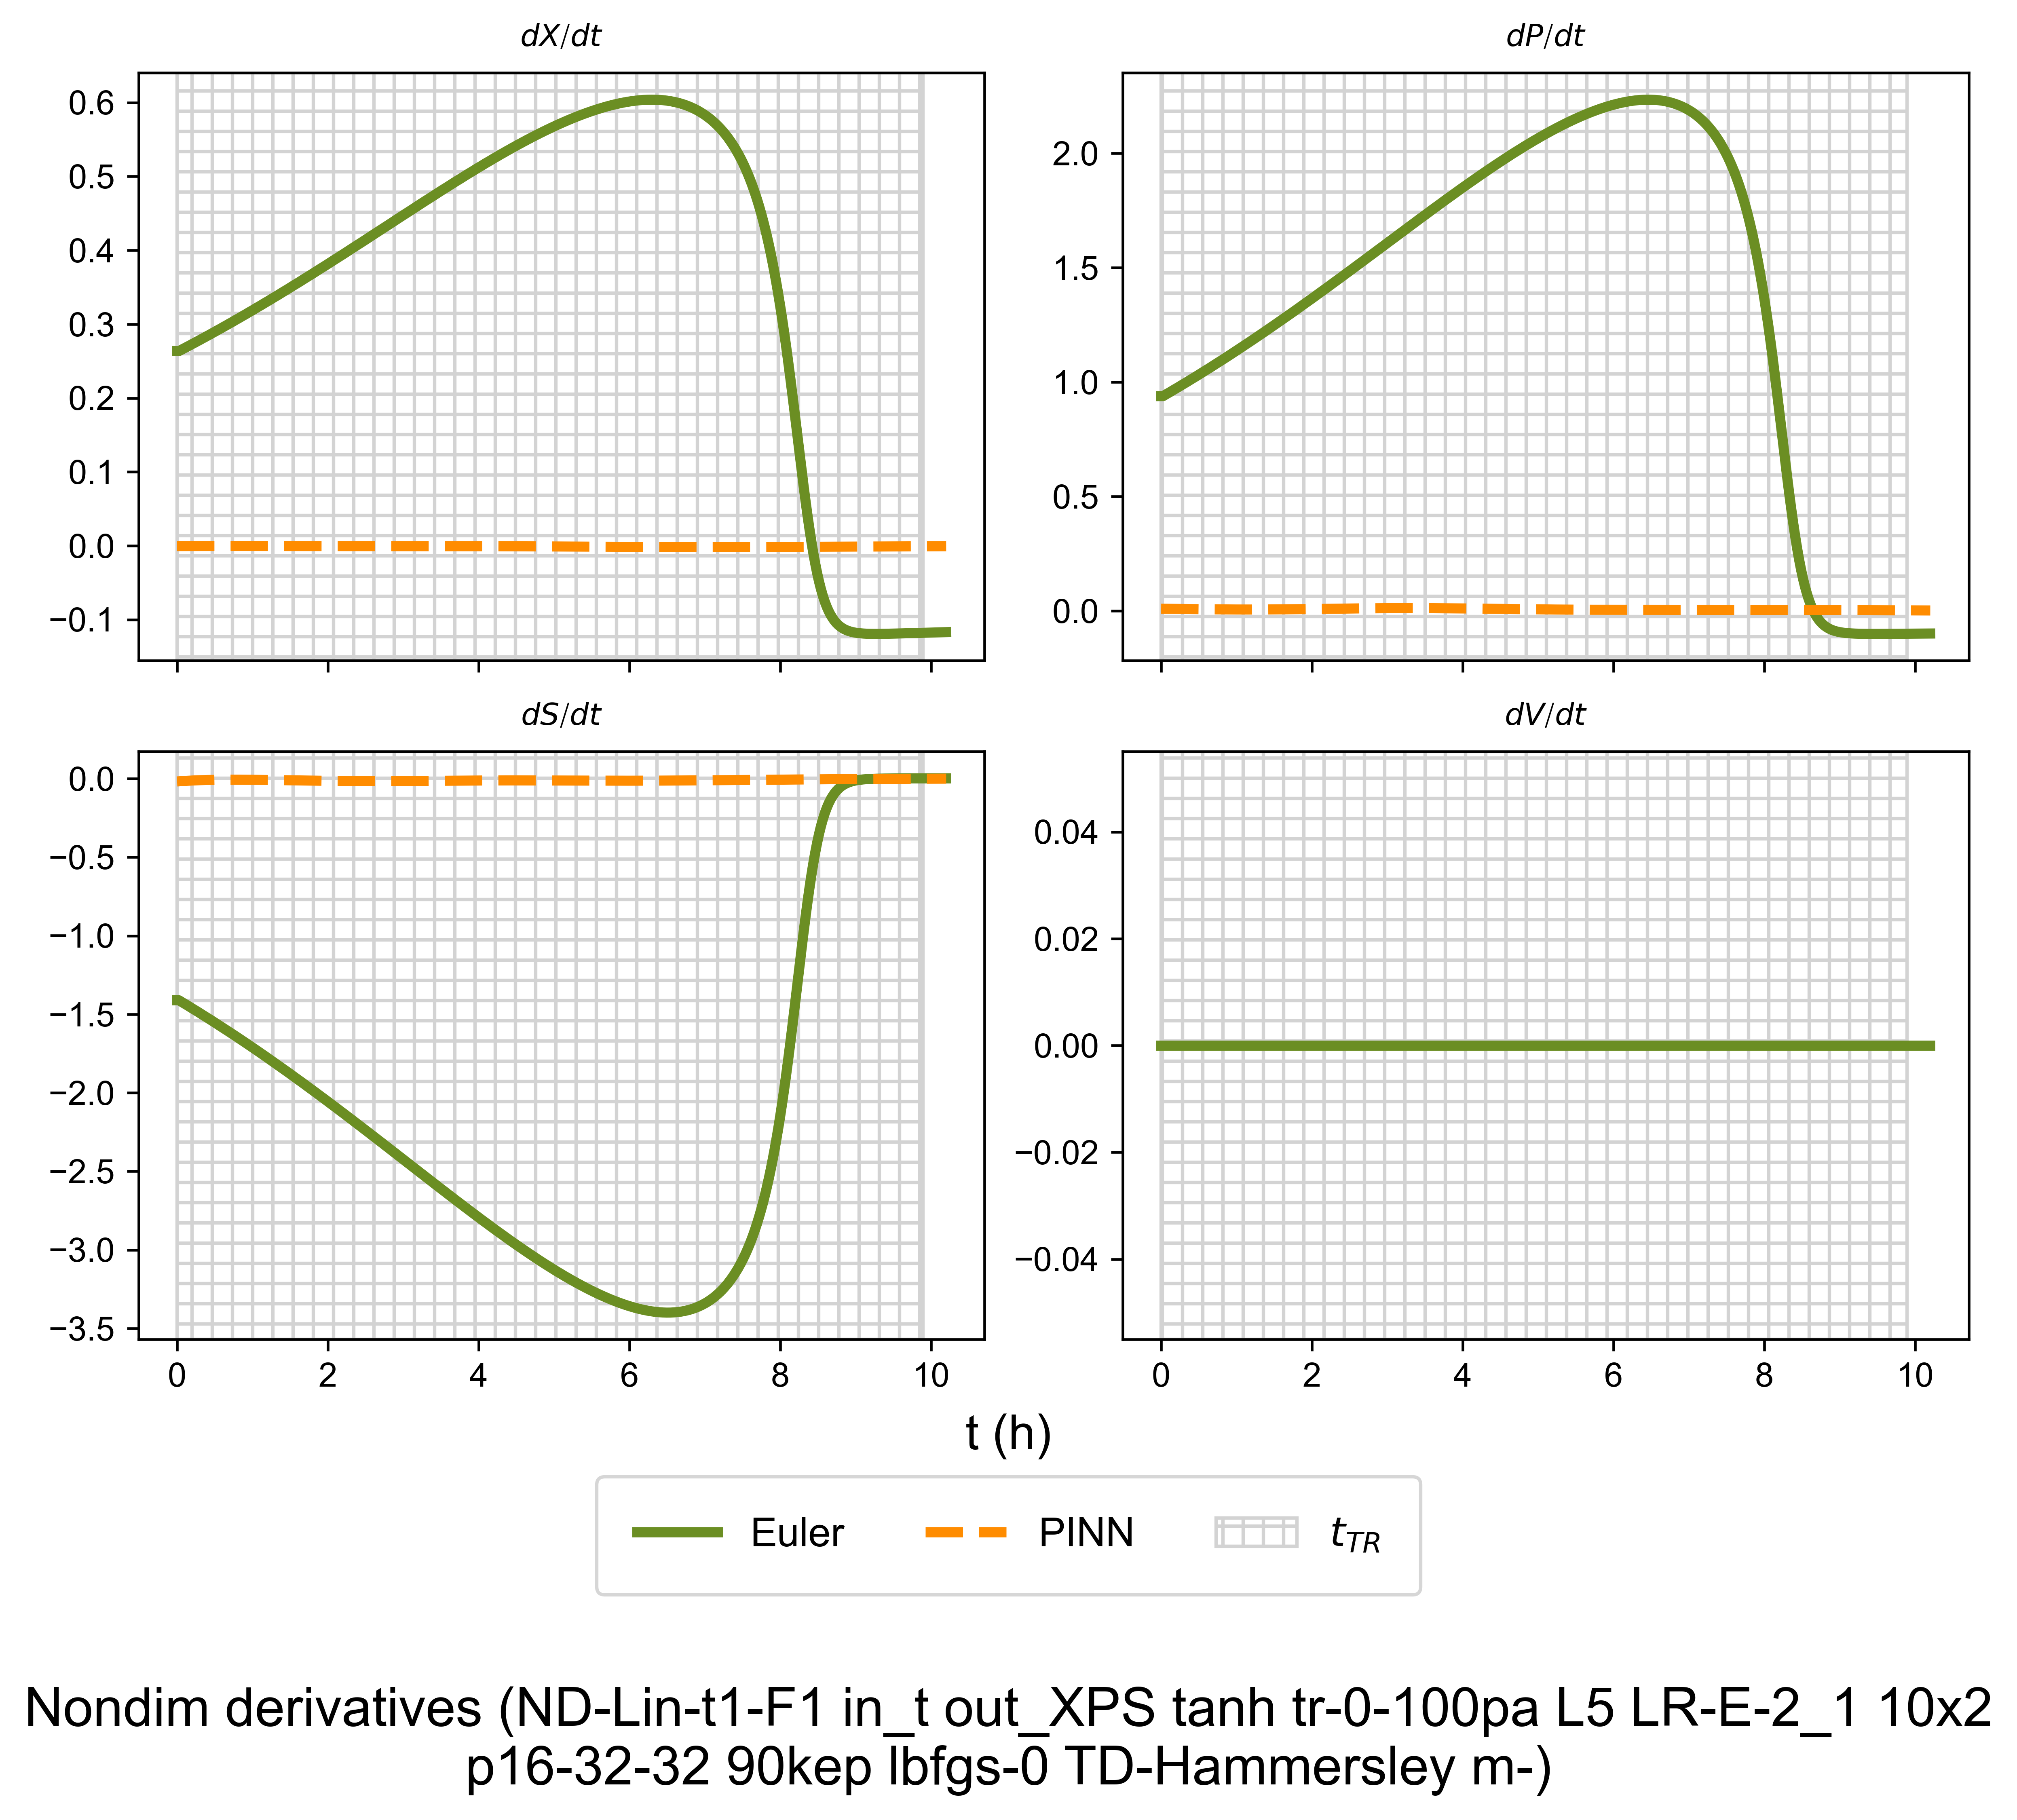 dX/dt
dP/dt
0.6
0.5
0.4
0.3
0.2
0.1
0.0
−0.1
2.0
1.5
1.0
0.5
0.0
dS/dt
dV/dt
0.0
−0.5
−1.0
−1.5
−2.0
−2.5
−3.0
−3.5
0 2 4 6 8 10
0.04
0.02
0.00
−0.02
−0.04
0 2 4 6 8 10
t (h)
Euler PINN t_TR
Nondim derivatives (ND-Lin-t1-F1 in_t out_XPS tanh tr-0-100pa L5 LR-E-2_1 10x2
p16-32-32 90kep lbfgs-0 TD-Hammersley m-)